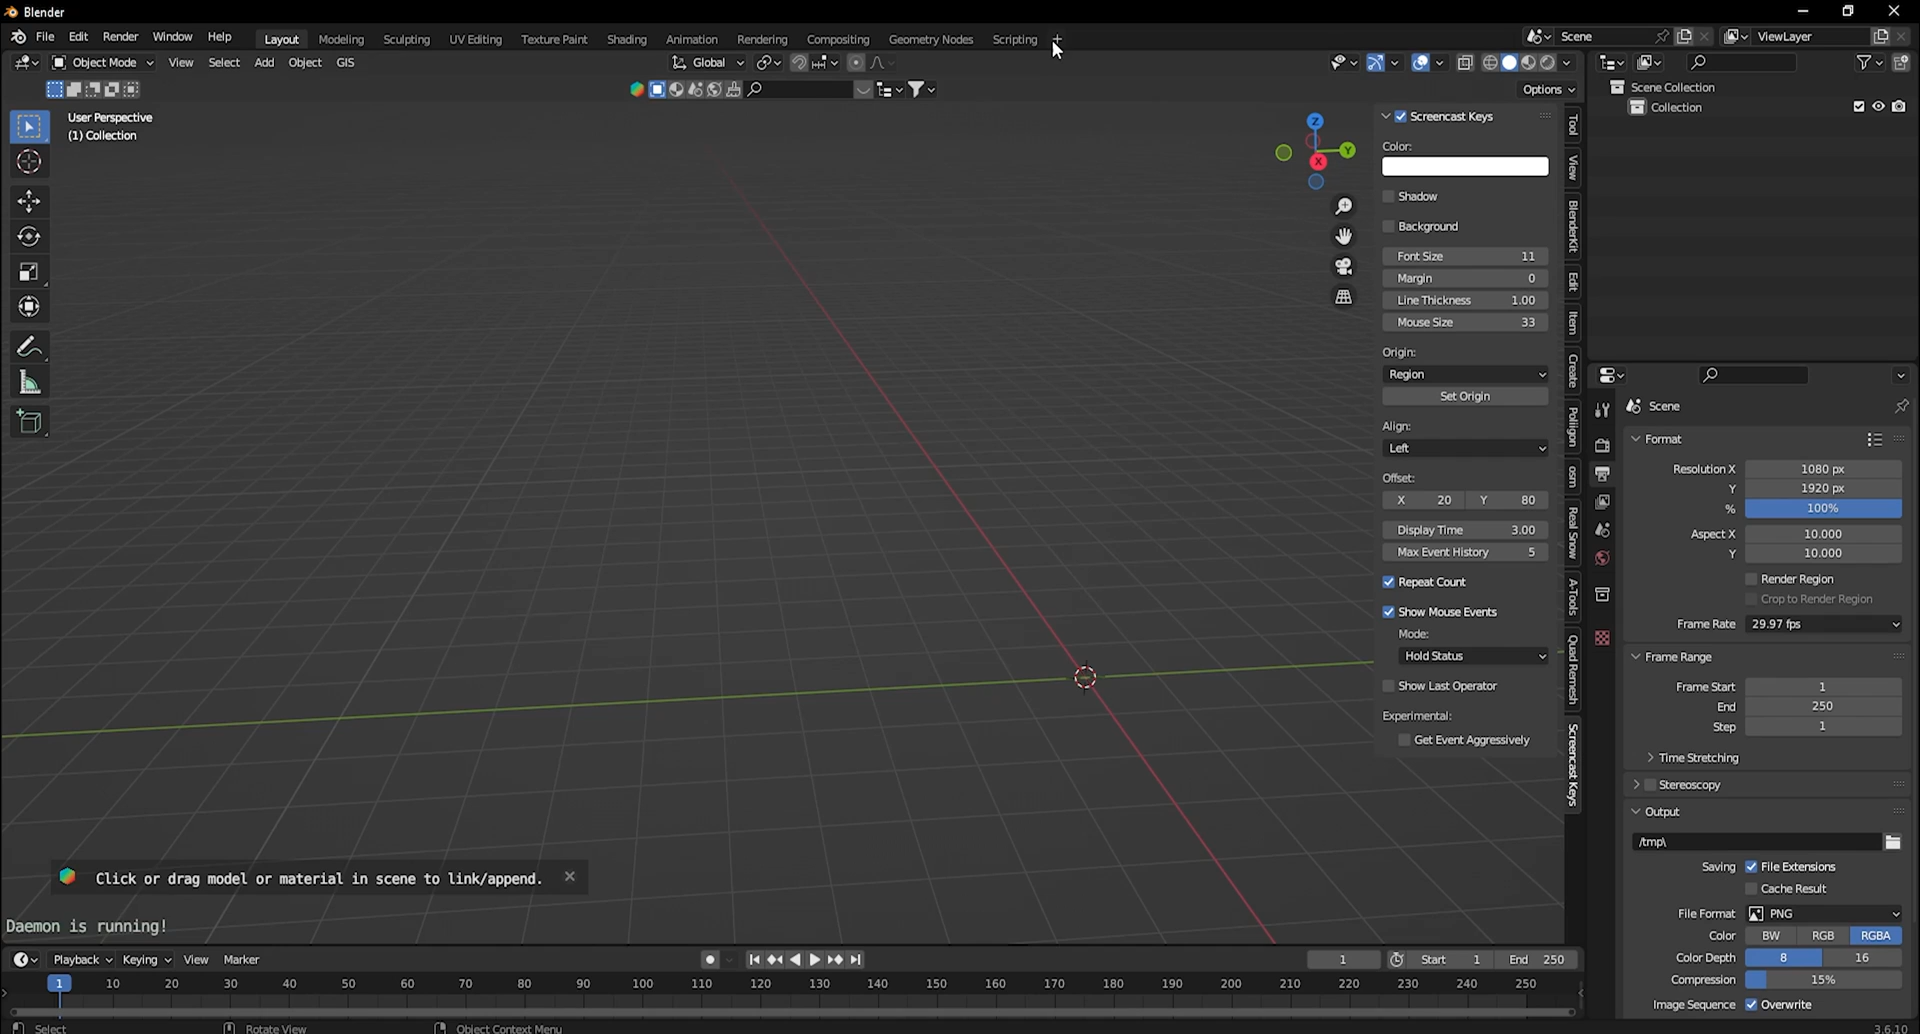 Blender
File Edit Render Window Help Layout Modeling Sculpting UV Editing Texture Paint Shading Animation Rendering Compositing Geometry Nodes Scripting + Scene ViewLayer
Object Mode View Select Add Object GIS Global
Options
User Perspective
(1) Collection
Z
Y
X
Screencast Keys
Color:
Shadow
Background
Font Size 11
Margin 0
Line Thickness 1.00
Mouse Size 33
Origin:
Region
Set Origin
Align:
Left
Offset:
X 20 Y 80
Display Time 3.00
Max Event History 5
Repeat Count
Show Mouse Events
Mode:
Hold Status
Show Last Operator
Experimental:
Get Event Aggressively
Tool
View
BlenderKit
Edit
Item
Create
Poliigon
osm
Real Snow
A-Tools
Quad Remesh
Screencast Keys
Scene Collection
Collection
Scene
Format
Resolution X 1080 px
Y 1920 px
% 100%
Aspect X 10.000
Y 10.000
Render Region
Crop to Render Region
Frame Rate 29.97 fps
Frame Range
Frame Start 1
End 250
Step 1
Time Stretching
Stereoscopy
Output
/tmp\
Saving File Extensions
Cache Result
File Format PNG
Color BW RGB RGBA
Color Depth 8 16
Compression 15%
Image Sequence Overwrite
Click or drag model or material in scene to link/append.
Daemon is running!
Playback Keying View Marker 1 Start 1 End 250
1 10 20 30 40 50 60 70 80 90 100 110 120 130 140 150 160 170 180 190 200 210 220 230 240 250
Select Rotate View Object Context Menu 3.6.10